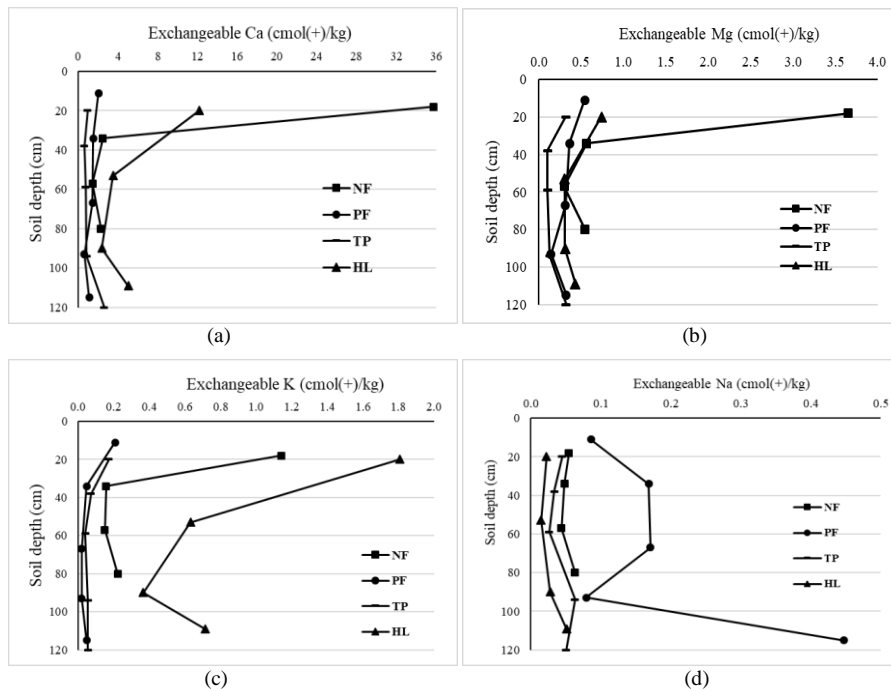 Exchangeable Ca (cmol(+)/kg)
0 4 8 12 16 20 24 28 32 36
0
20
40
60
80
100
120
Soil depth (cm)
NF
PF
TP
HL
(a)
Exchangeable Mg (cmol(+)/kg)
0.0 0.5 1.0 1.5 2.0 2.5 3.0 3.5 4.0
0
20
40
60
80
100
120
Soil depth (cm)
NF
PF
TP
HL
(b)
Exchangeable K (cmol(+)/kg)
0.0 0.2 0.4 0.6 0.8 1.0 1.2 1.4 1.6 1.8 2.0
0
20
40
60
80
100
120
Soil depth (cm)
NF
PF
TP
HL
(c)
Exchangeable Na (cmol(+)/kg)
0.0 0.1 0.2 0.3 0.4 0.5
0
20
40
60
80
100
120
Soil depth (cm)
NF
PF
TP
HL
(d)